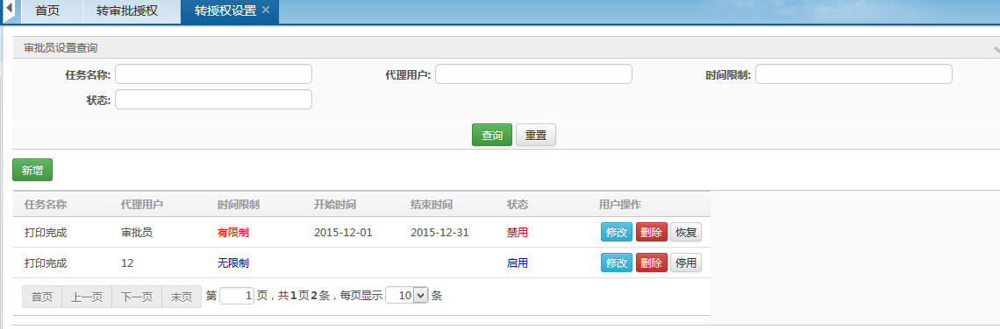 首页 转审批授权 转授权设置 ×
审批员设置查询
任务名称: 代理用户: 时间限制:
状态:
查询 重置
新增
任务名称 代理用户 时间限制 开始时间 结束时间 状态 用户操作
打印完成 审批员 有限制 2015-12-01 2015-12-31 禁用 修改 删除 恢复
打印完成 12 无限制 启用 修改 删除 停用
首页 上一页 下一页 末页 第 1 页，共1页2条，每页显示 10 条